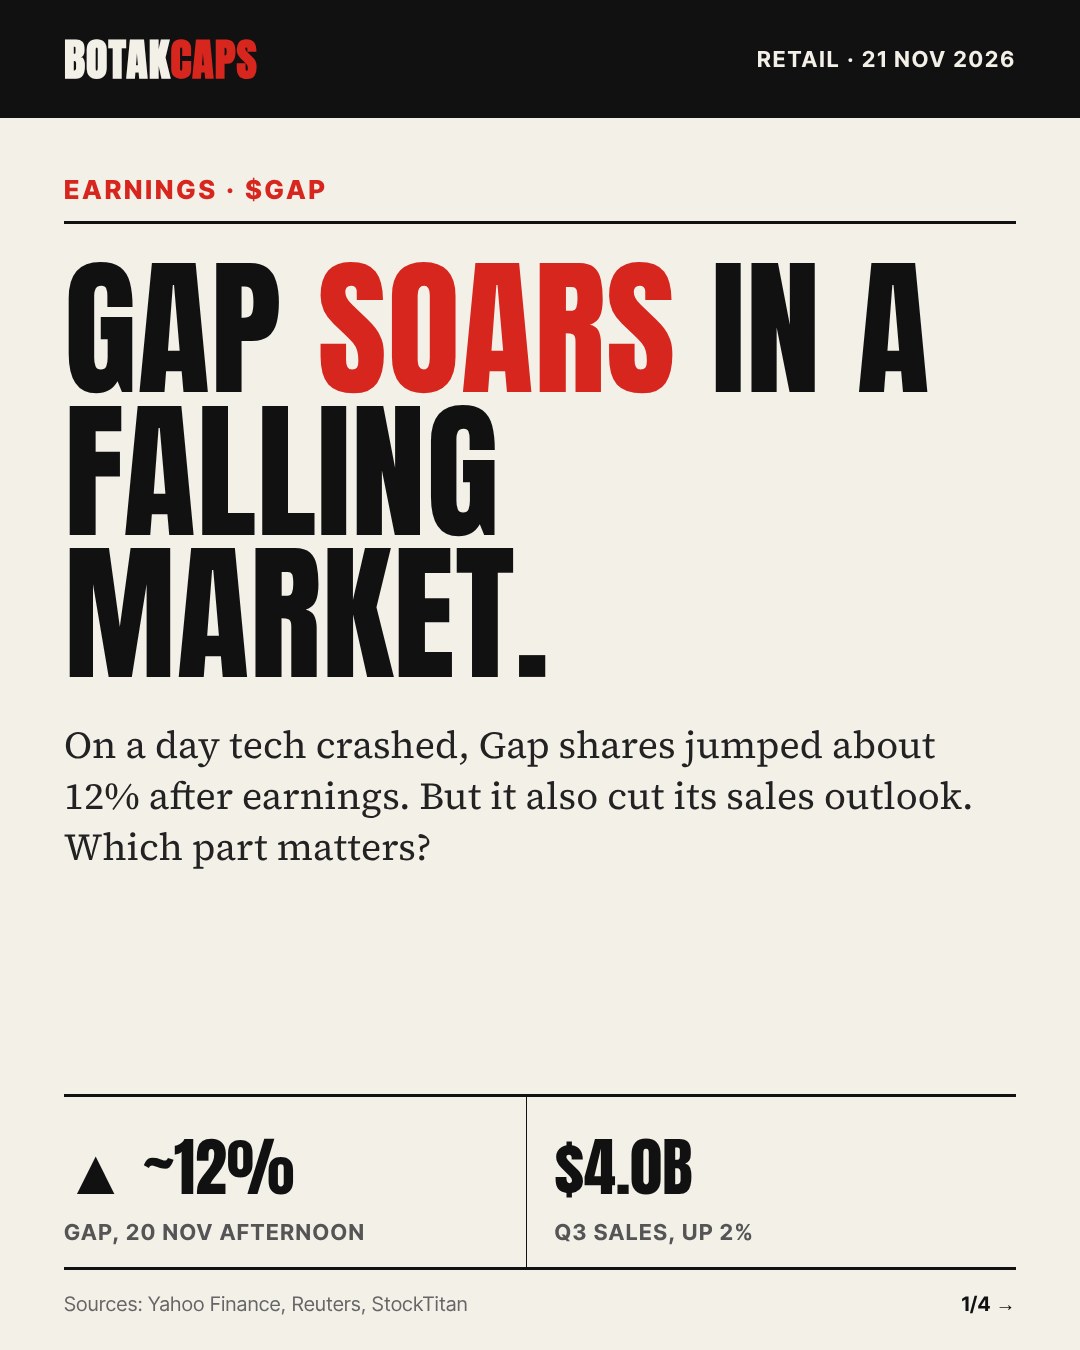 BOTAKCAPS
RETAIL · 21 NOV 2026
EARNINGS · $GAP
GAP SOARS IN A
FALLING
MARKET.
On a day tech crashed, Gap shares jumped about
12% after earnings. But it also cut its sales outlook.
Which part matters?
▲ ~12%
GAP, 20 NOV AFTERNOON
$4.0B
Q3 SALES, UP 2%
Sources: Yahoo Finance, Reuters, StockTitan
1/4 →